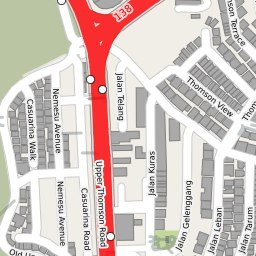 138
Thomson Terrace
Thomson View
Jalan Telang
Nemesu Avenue
Casuarina Walk
Jalan Kuras
Upper Thomson Road
Jalan Gelenggang
Casuarina Road
Nemesu Avenue
Jalan Leban
Jalan Tarum